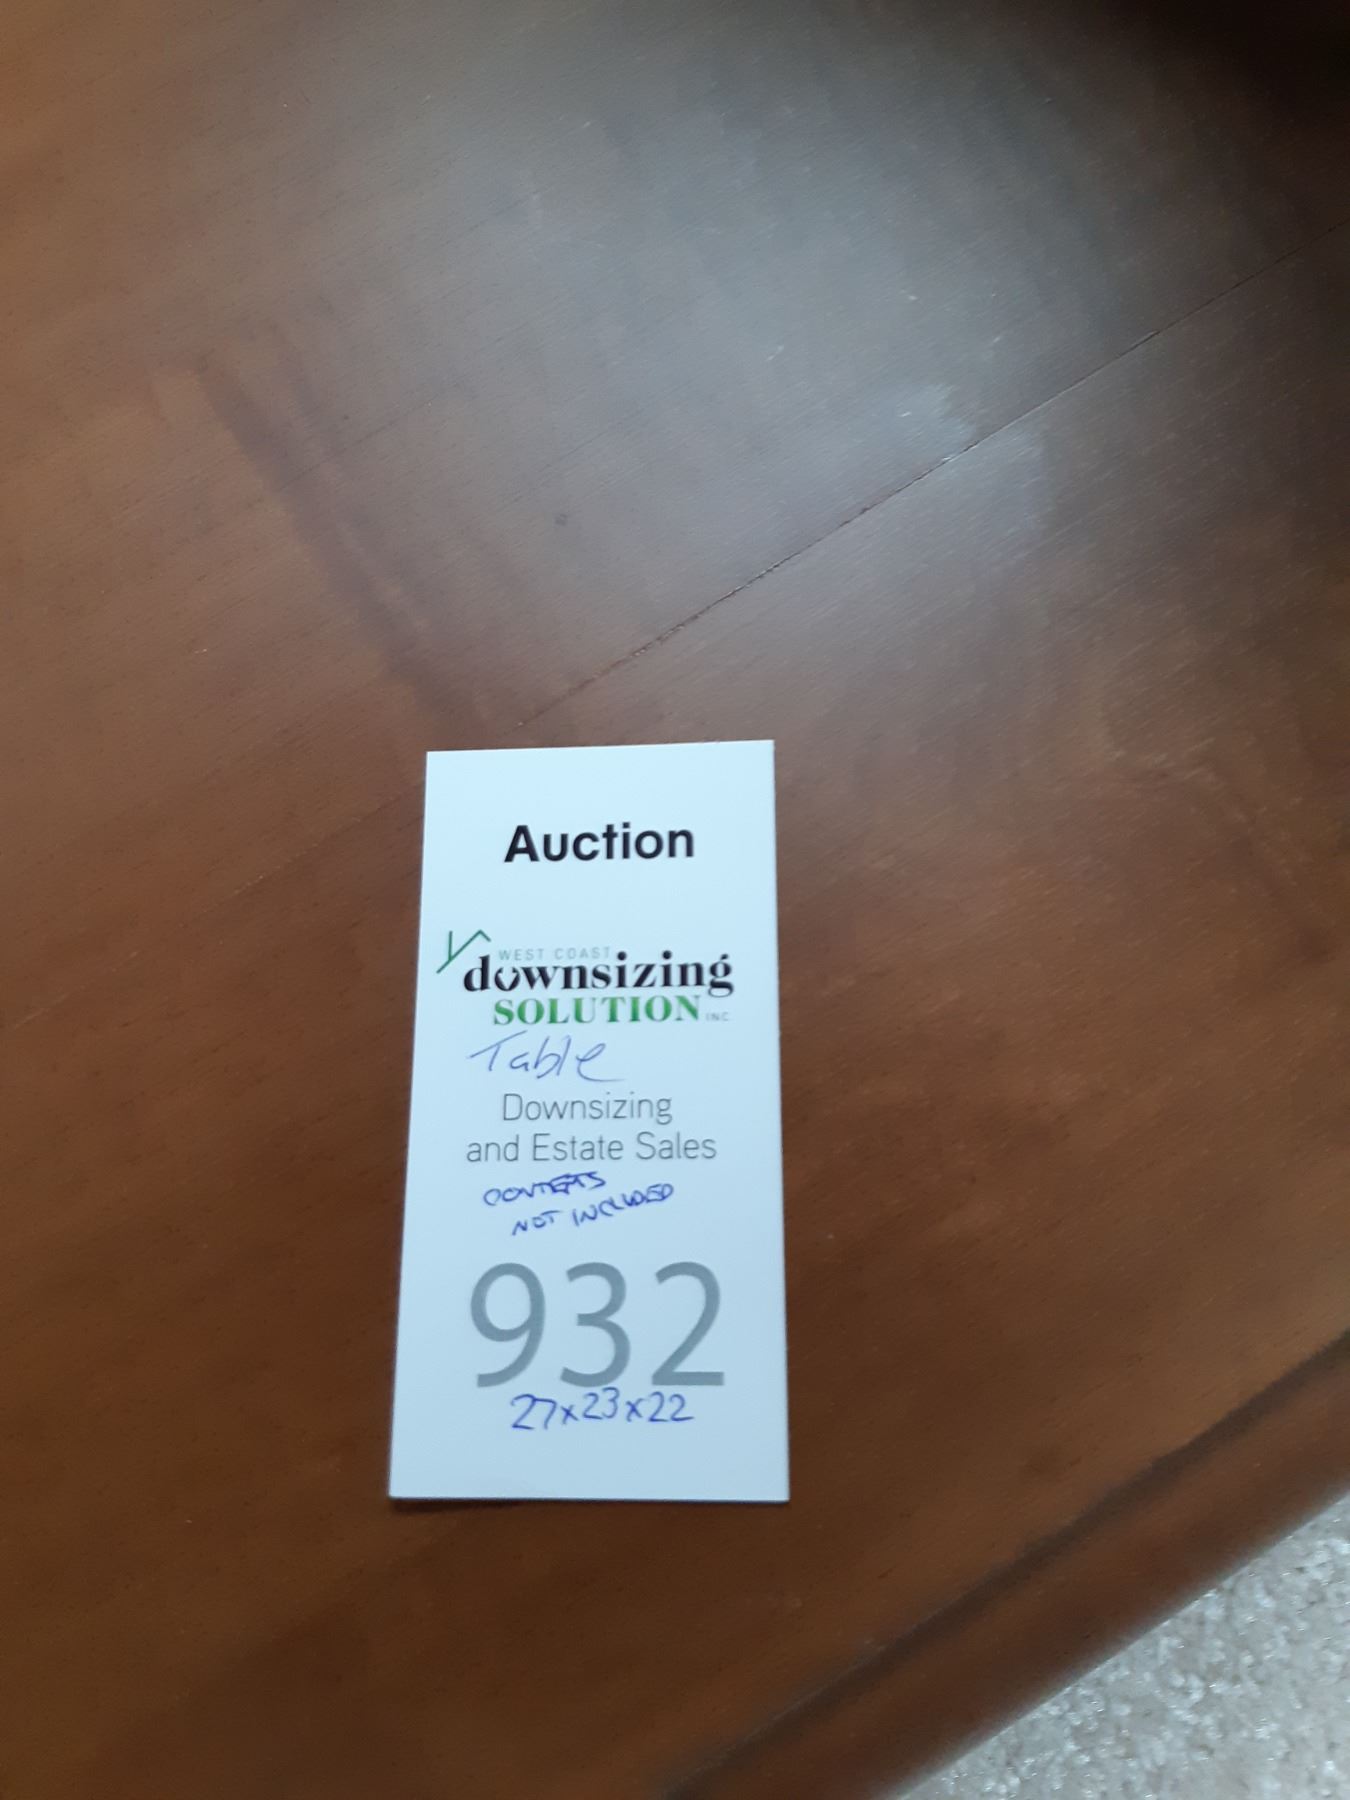 Auction
WEST COAST
downsizing
SOLUTION INC.
Table
Downsizing
and Estate Sales
CONTENTS
NOT INCLUDED
932
27x23x22